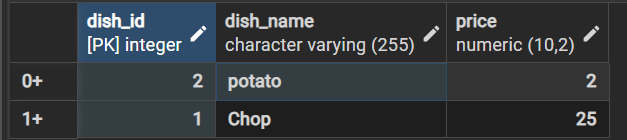 dish_id dish_name price
[PK] integer character varying (255) numeric (10,2)
0+ 2 potato 2
1+ 1 Chop 25